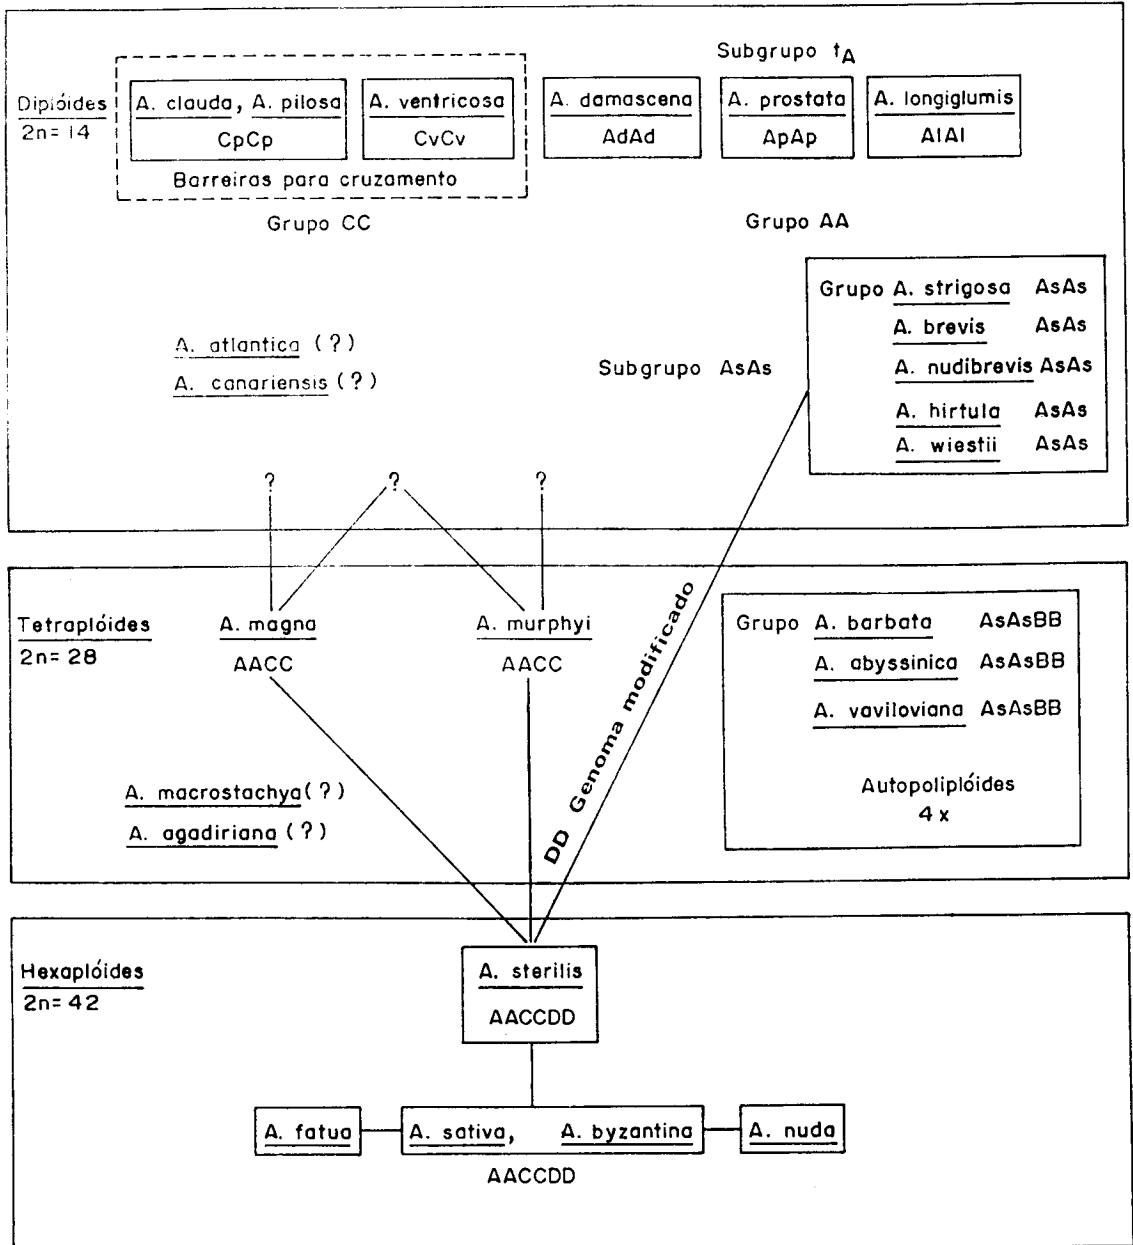 Subgrupo tA
Diplóides
2n=14
A. clauda, A. pilosa
CpCp
A. ventricosa
CvCv
A. damascena
AdAd
A. prostata
ApAp
A. longiglumis
AlAl
Barreiras para cruzamento
Grupo CC
Grupo AA
Grupo A. strigosa AsAs
A. brevis AsAs
A. nudibrevis AsAs
A. hirtula AsAs
A. wiestii AsAs
A. atlantica (?)
A. canariensis (?)
Subgrupo AsAs
? ? ?
Tetraplóides
2n=28
A. magna
AACC
A. murphyi
AACC
DD Genoma modificado
Grupo A. barbata AsAsBB
A. abyssinica AsAsBB
A. vaviloviana AsAsBB
Autopoliplóides
4x
A. macrostachya (?)
A. agadiriana (?)
Hexaplóides
2n=42
A. sterilis
AACCDD
A. fatua
A. sativa, A. byzantina
A. nuda
AACCDD